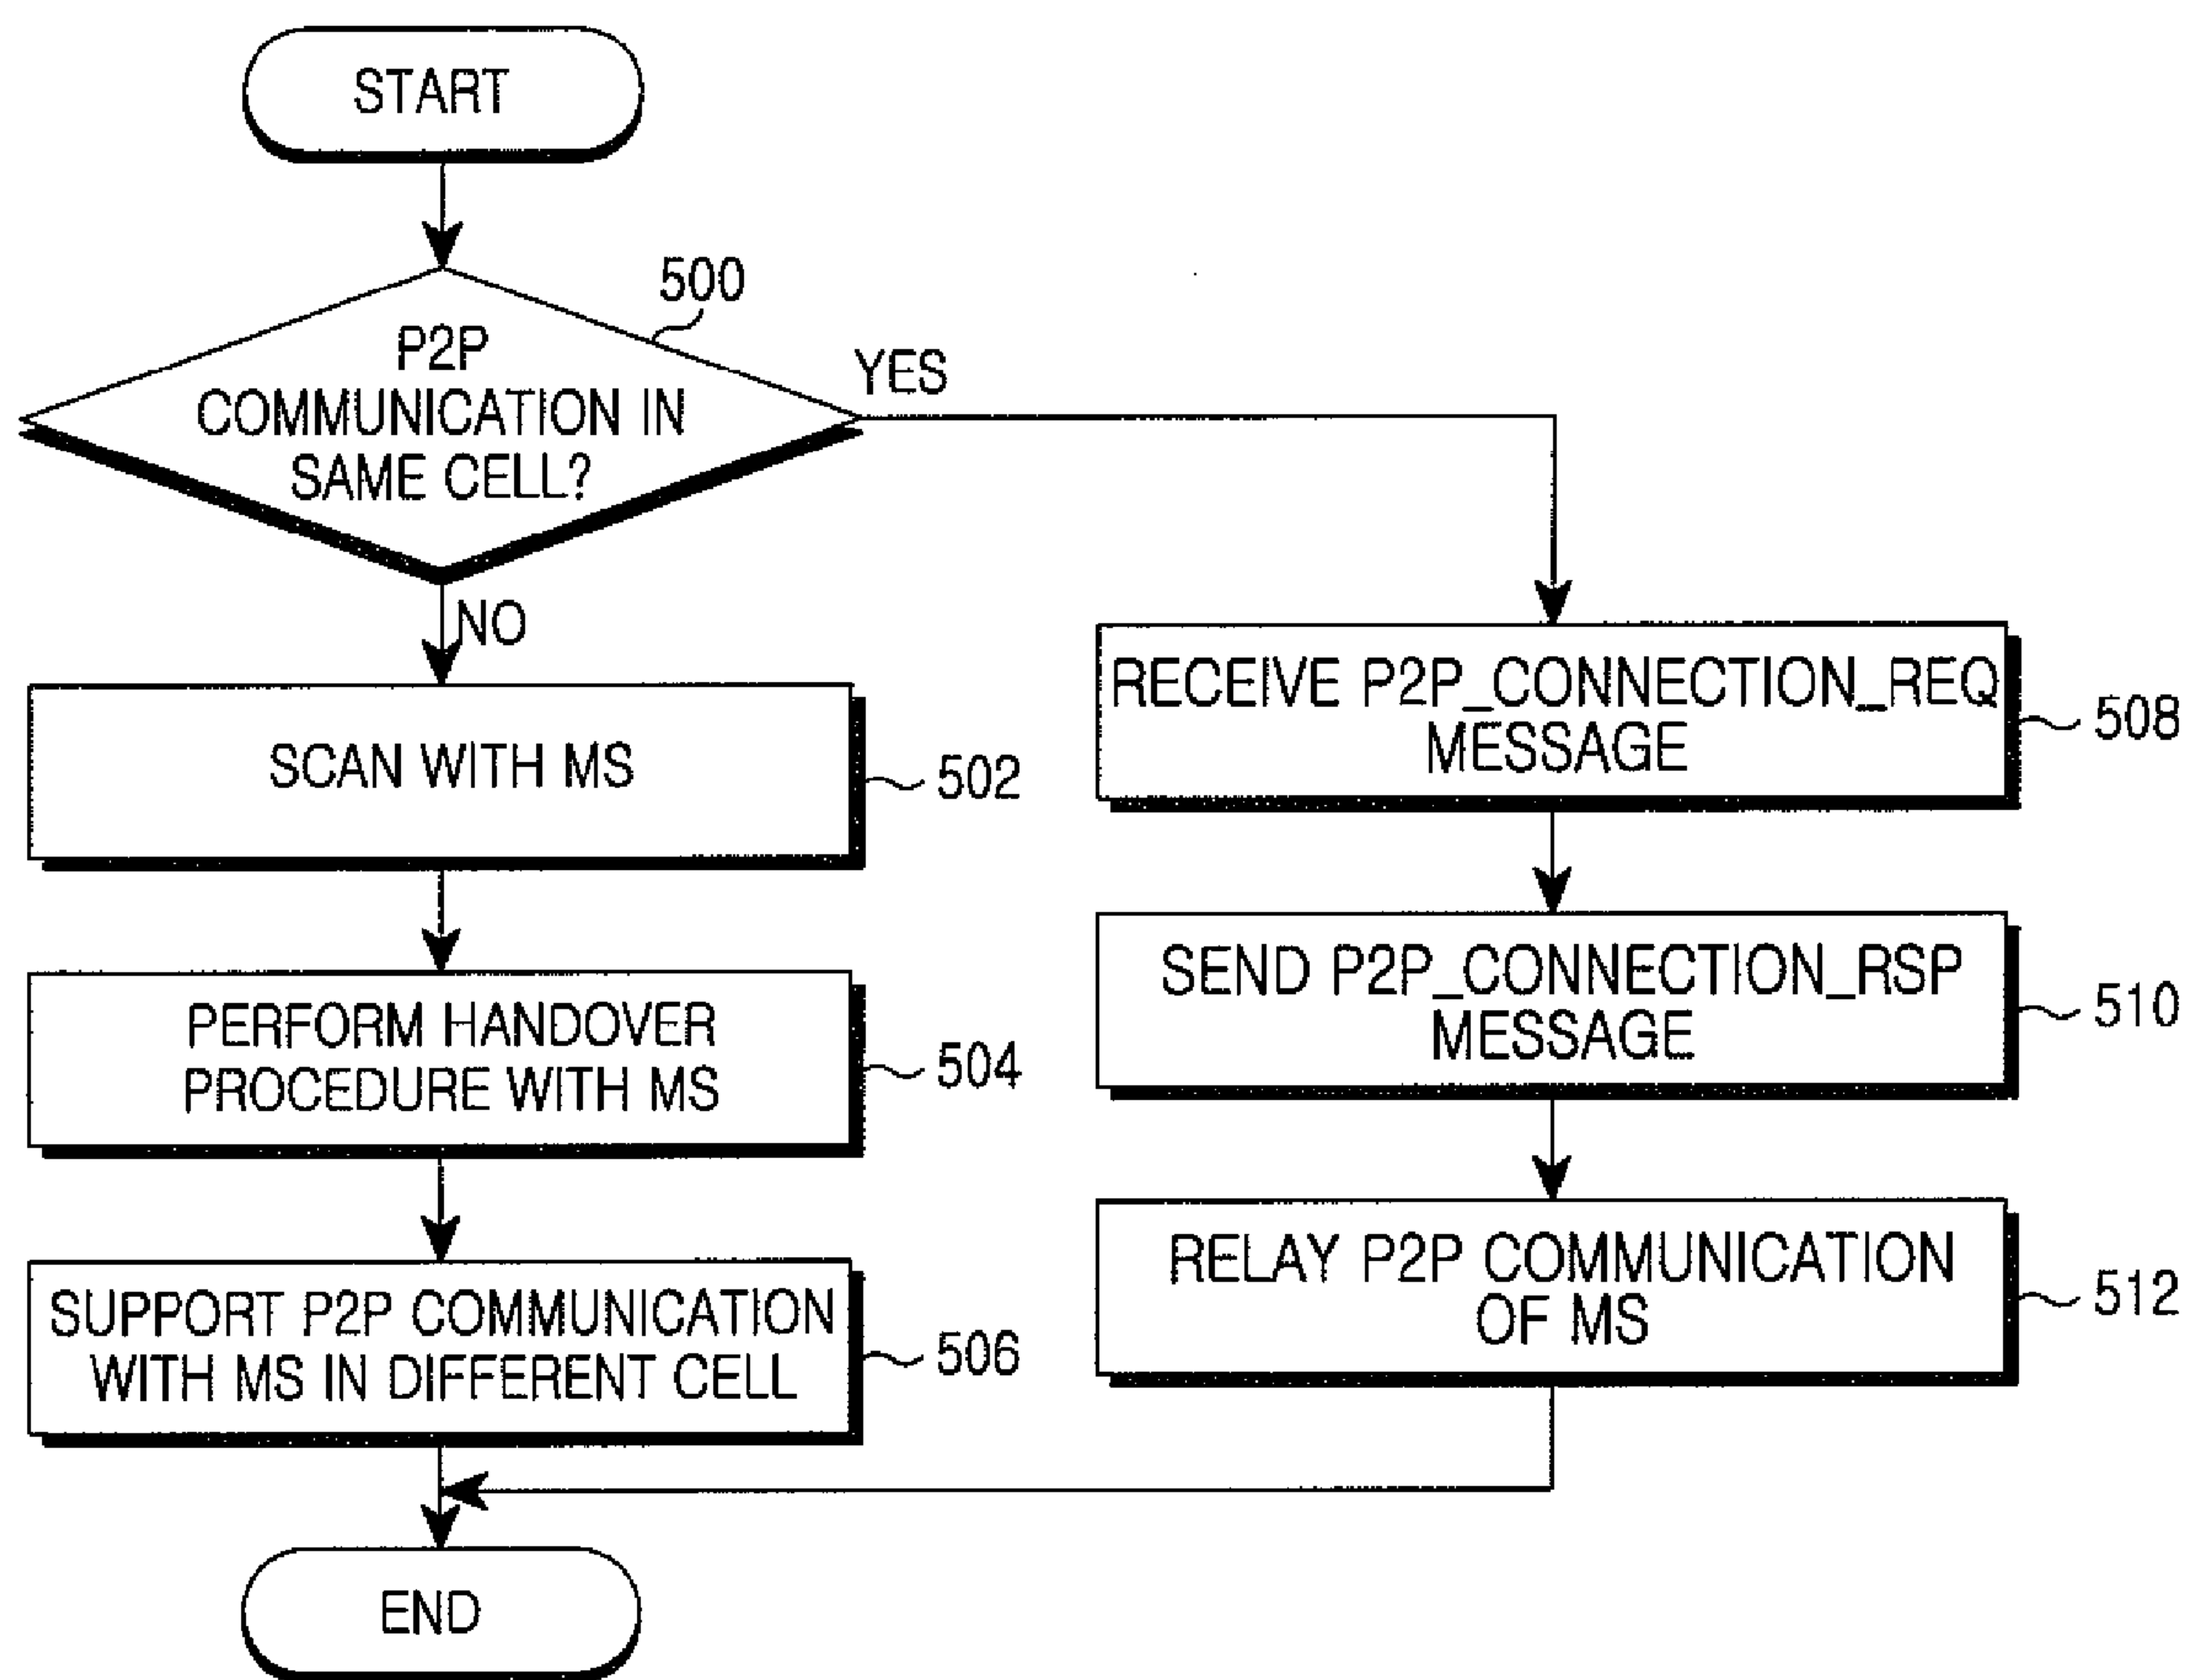 START
500
P2P
COMMUNICATION IN
SAME CELL?
YES
NO
SCAN WITH MS
502
PERFORM HANDOVER
PROCEDURE WITH MS
504
SUPPORT P2P COMMUNICATION
WITH MS IN DIFFERENT CELL
506
RECEIVE P2P_CONNECTION_REQ
MESSAGE
508
SEND P2P_CONNECTION_RSP
MESSAGE
510
RELAY P2P COMMUNICATION
OF MS
512
END